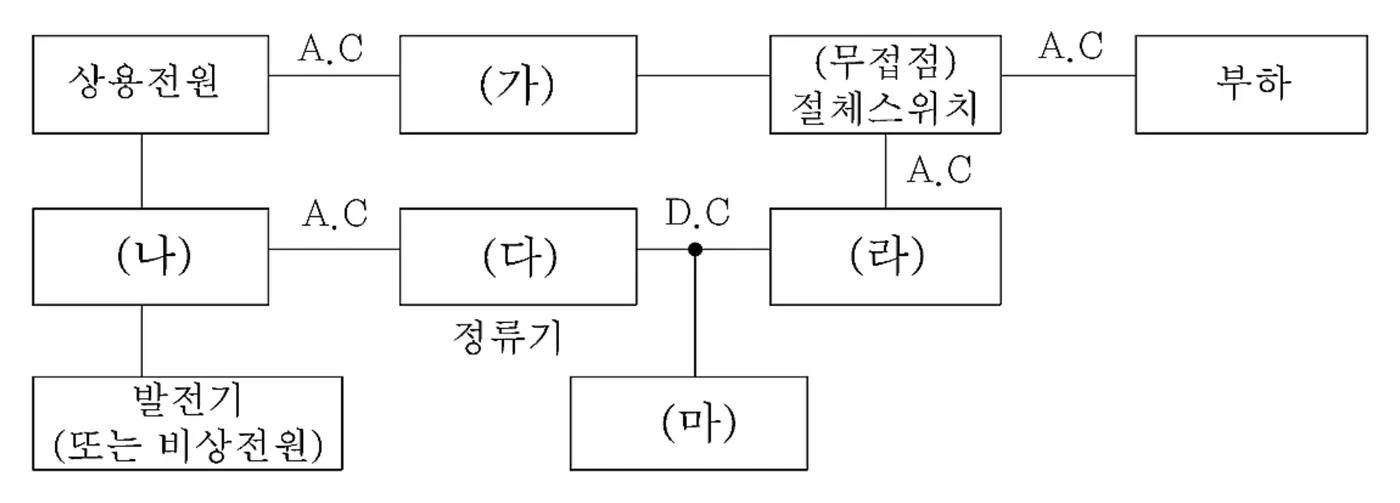 상용전원
A.C
(가)
(무접점)
절체스위치
A.C
부하
A.C
(나)
A.C
(다)
D.C
(라)
정류기
발전기
(또는 비상전원)
(마)